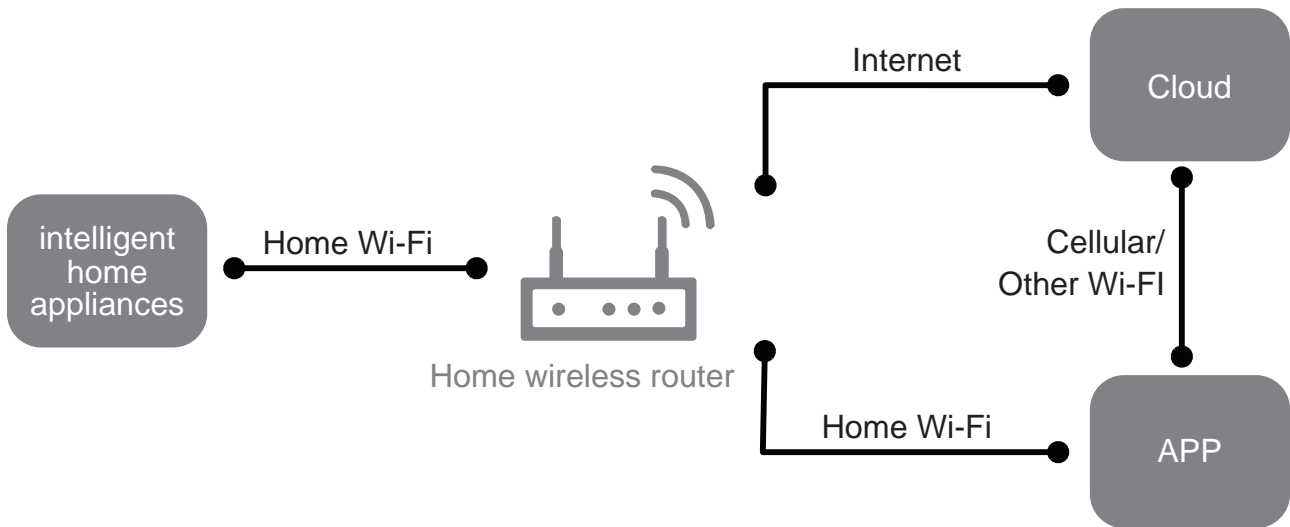 Internet
Cloud
intelligent
home
appliances
Home Wi-Fi
Cellular/
Other Wi-FI
Home wireless router
Home Wi-Fi
APP